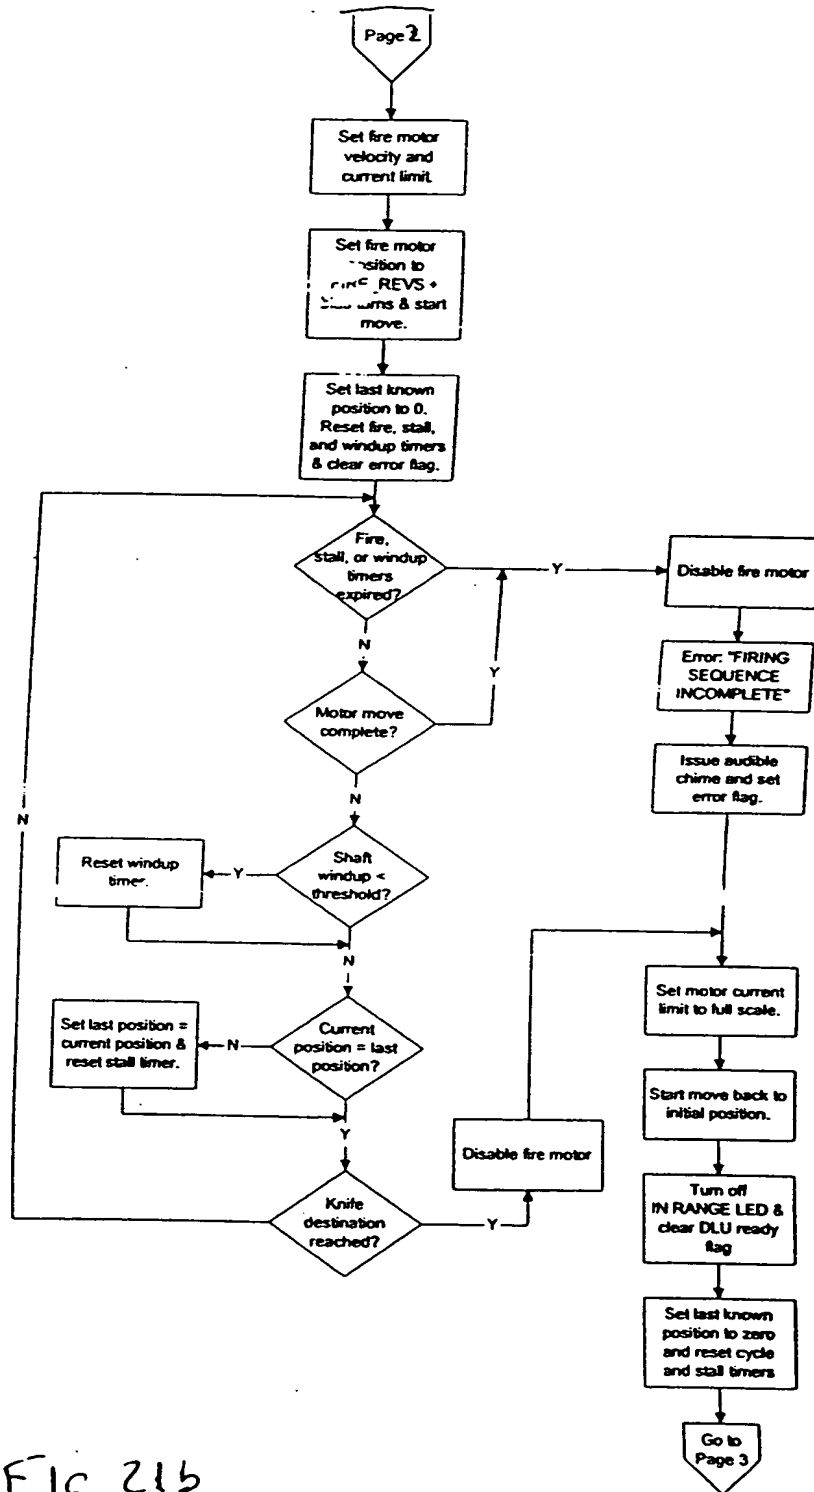 Page 2
Set fire motor
velocity and
current limit.
Set fire motor
to
REVS +
& start
move.
Set last known
position to 0.
Reset fire, stall,
and windup timers
& clear error flag.
Fire,
stall, or windup
timers
expired?
Y
Disable fire motor
N
Y
Error: "FIRING
SEQUENCE
INCOMPLETE"
Motor move
complete?
Issue audible
chime and set
error flag.
N
N
Shaft
windup <
threshold?
Y
Reset windup
timer.
N
Current
position = last
position?
N
Set last position =
current position &
reset stall timer.
Y
Set motor current
limit to full scale.
Start move back to
initial position.
Disable fire motor
Knife
destination
reached?
Y
Turn off
IN RANGE LED &
clear DLU ready
flag
Set last known
position to zero
and reset cycle
and stall timers
Go to
Page 3
FIG 21b